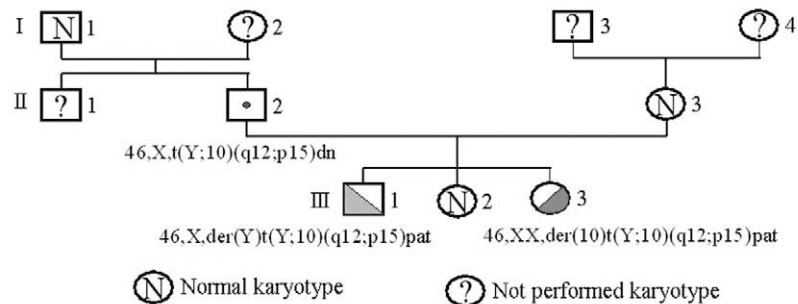 I N 1 ? 2 ? 3 ? 4
II ? 1 2 N 3
46,X,t(Y;10)(q12;p15)dn
III 1 N 2 3
46,X,der(Y)t(Y;10)(q12;p15)pat 46,XX,der(10)t(Y;10)(q12;p15)pat
N Normal karyotype ? Not performed karyotype